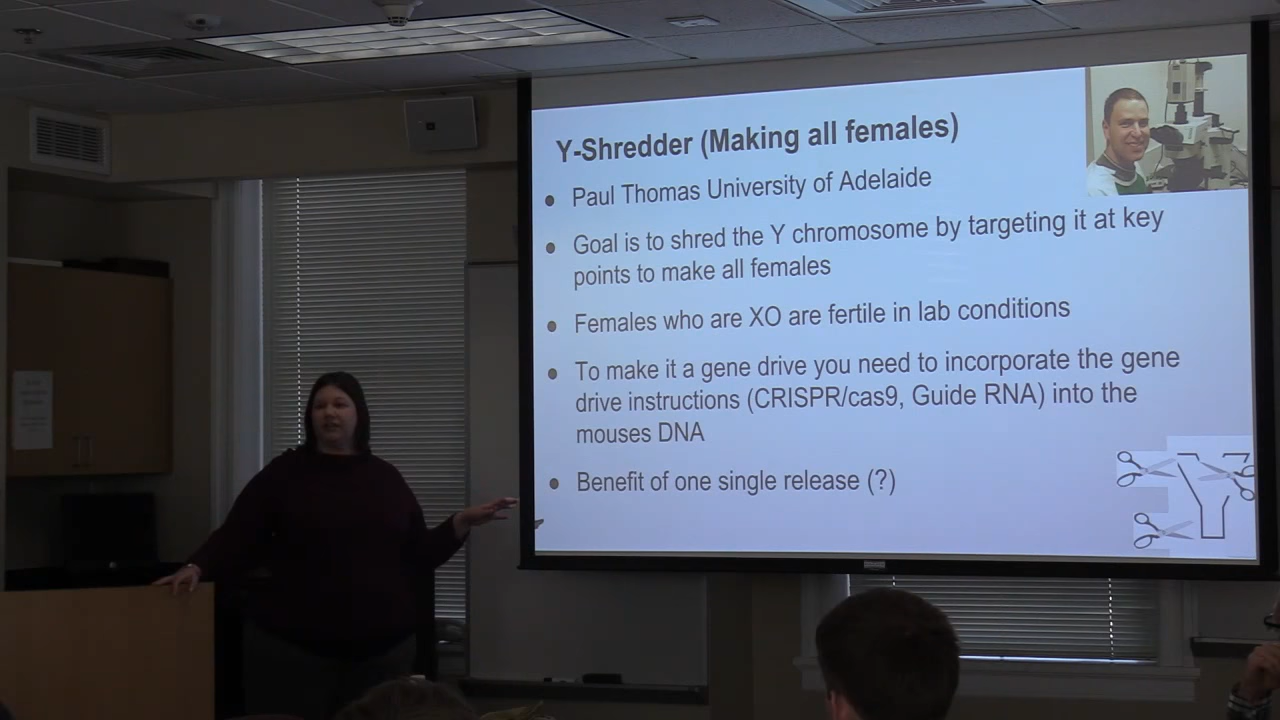 Y-Shredder (Making all females)
• Paul Thomas University of Adelaide
• Goal is to shred the Y chromosome by targeting it at key
points to make all females
• Females who are XO are fertile in lab conditions
• To make it a gene drive you need to incorporate the gene
drive instructions (CRISPR/cas9, Guide RNA) into the
mouses DNA
• Benefit of one single release (?)